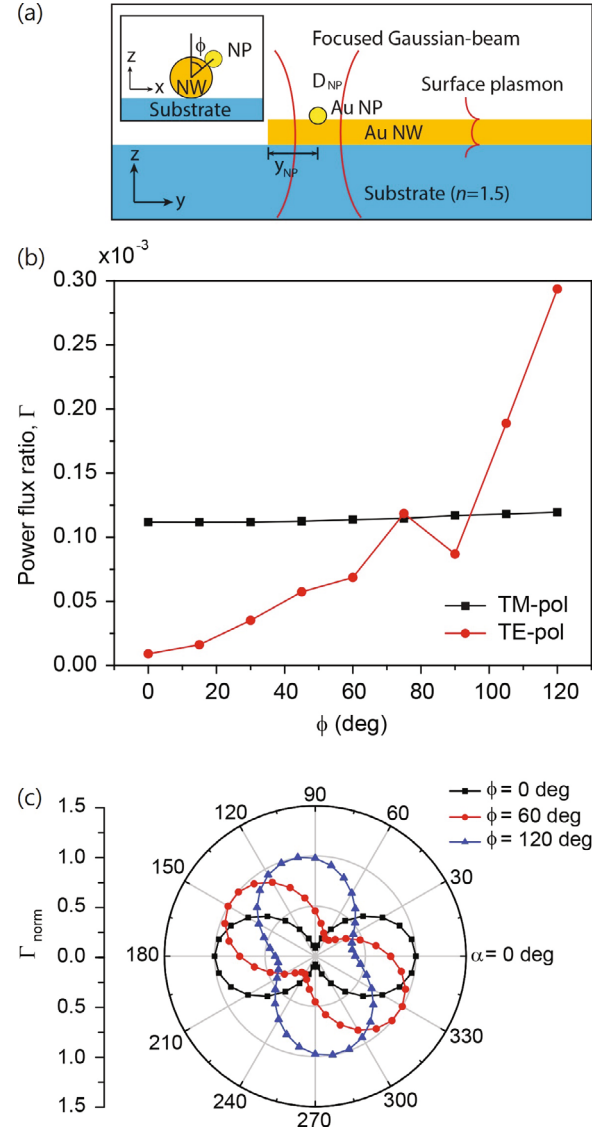 (a)
ϕ
NP
z
NW
x
Substrate
Focused Gaussian-beam
D_NP
Au NP
Surface plasmon
Au NW
y_NP
z
y
Substrate (n=1.5)
(b)
x10⁻³
0.30
0.25
0.20
0.15
0.10
0.05
0.00
Power flux ratio, Γ
TM-pol
TE-pol
0 20 40 60 80 100 120
ϕ (deg)
(c)
ϕ = 0 deg
ϕ = 60 deg
ϕ = 120 deg
1.5
1.0
0.5
0.0
0.5
1.0
1.5
Γ_norm
90
120 60
150 30
180 α = 0 deg
210 330
240 300
270